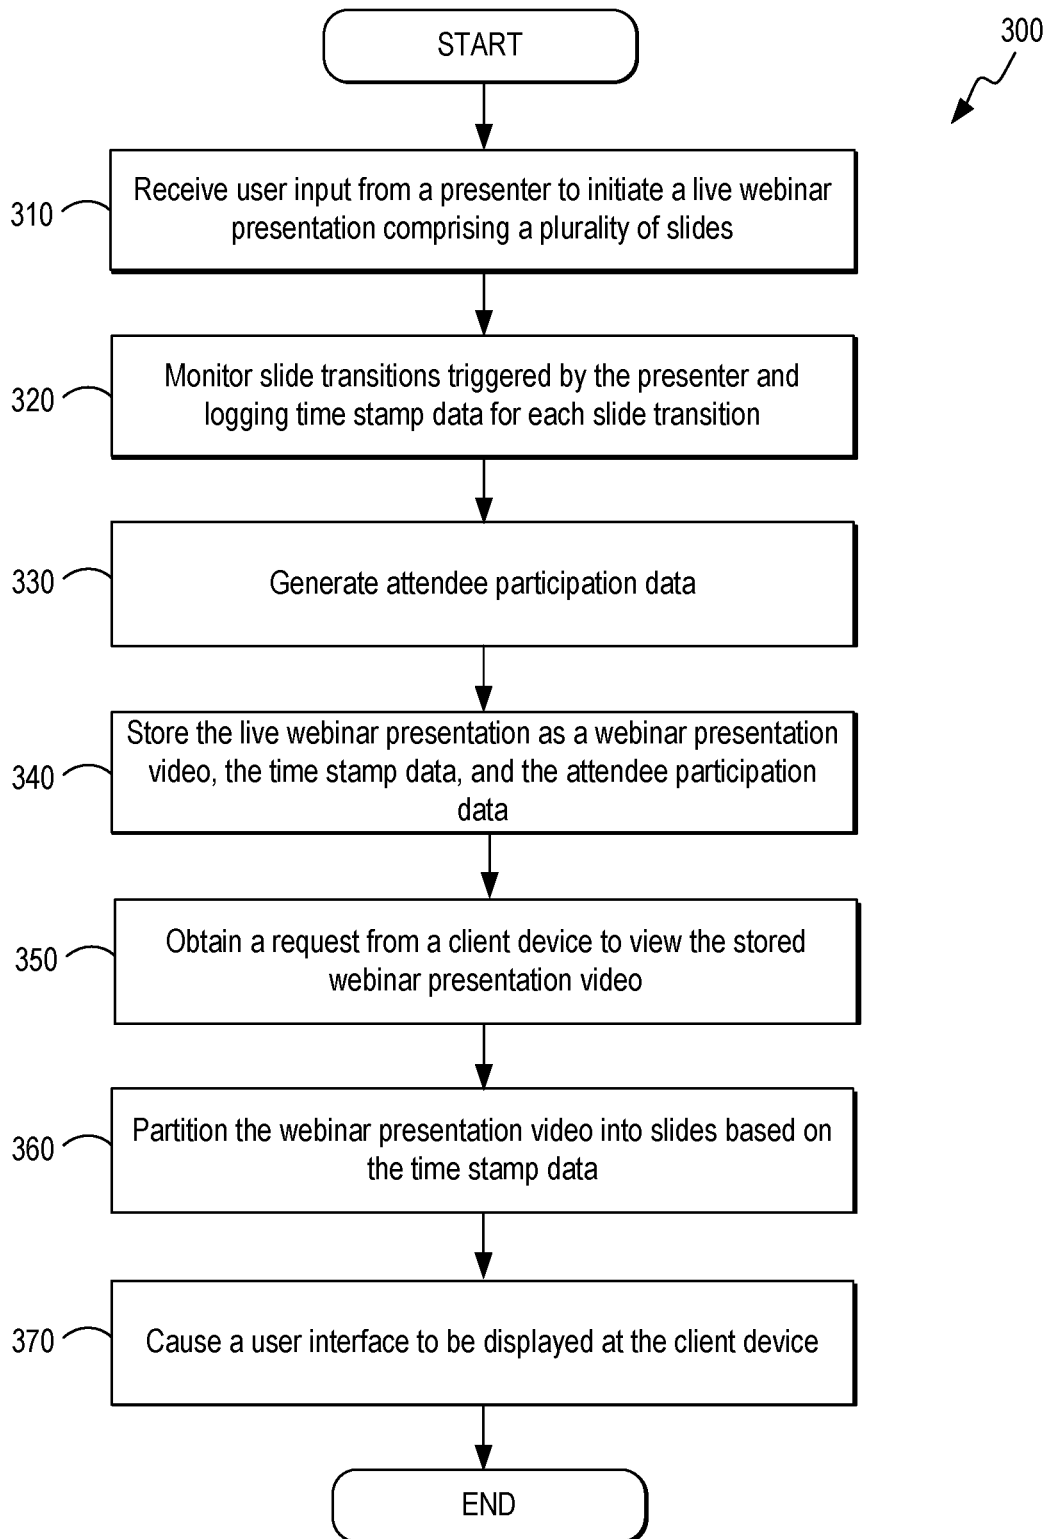 START
300
310
Receive user input from a presenter to initiate a live webinar
presentation comprising a plurality of slides
320
Monitor slide transitions triggered by the presenter and
logging time stamp data for each slide transition
330
Generate attendee participation data
340
Store the live webinar presentation as a webinar presentation
video, the time stamp data, and the attendee participation
data
350
Obtain a request from a client device to view the stored
webinar presentation video
360
Partition the webinar presentation video into slides based on
the time stamp data
370
Cause a user interface to be displayed at the client device
END